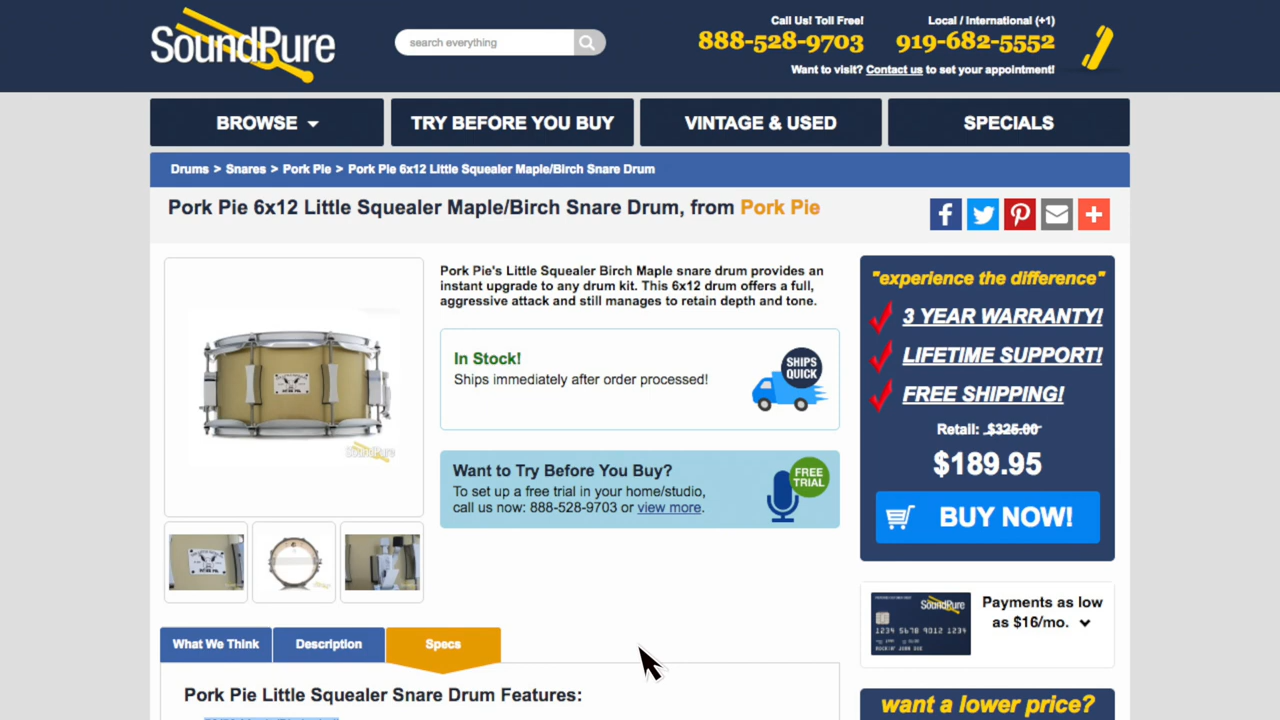 SoundPure
search everything
Call Us! Toll Free!
888-528-9703
Local / International (+1)
919-682-5552
Want to visit? Contact us to set your appointment!
BROWSE
TRY BEFORE YOU BUY
VINTAGE & USED
SPECIALS
Drums > Snares > Pork Pie > Pork Pie 6x12 Little Squealer Maple/Birch Snare Drum
Pork Pie 6x12 Little Squealer Maple/Birch Snare Drum, from Pork Pie
Pork Pie's Little Squealer Birch Maple snare drum provides an
instant upgrade to any drum kit. This 6x12 drum offers a full,
aggressive attack and still manages to retain depth and tone.
In Stock!
Ships immediately after order processed!
SHIPS
QUICK
Want to Try Before You Buy?
To set up a free trial in your home/studio,
call us now: 888-528-9703 or view more.
FREE
TRIAL
SoundPure
"experience the difference"
3 YEAR WARRANTY!
LIFETIME SUPPORT!
FREE SHIPPING!
Retail: $325.00
$189.95
BUY NOW!
SoundPure
1234 5678 9012 1234
Payments as low
as $16/mo.
What We Think
Description
Specs
Pork Pie Little Squealer Snare Drum Features:
want a lower price?